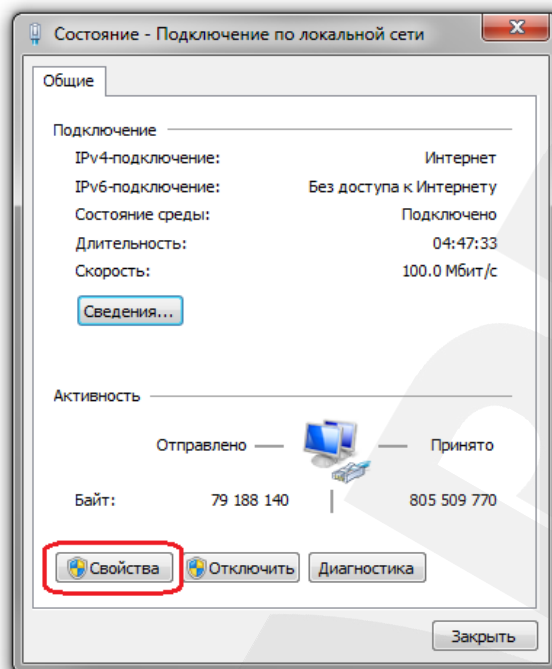 Состояние - Подключение по локальной сети
Общие
Подключение
IPv4-подключение: Интернет
IPv6-подключение: Без доступа к Интернету
Состояние среды: Подключено
Длительность: 04:47:33
Скорость: 100.0 Мбит/с
Сведения...
Активность
Отправлено Принято
Байт: 79 188 140 805 509 770
Свойства Отключить Диагностика
Закрыть